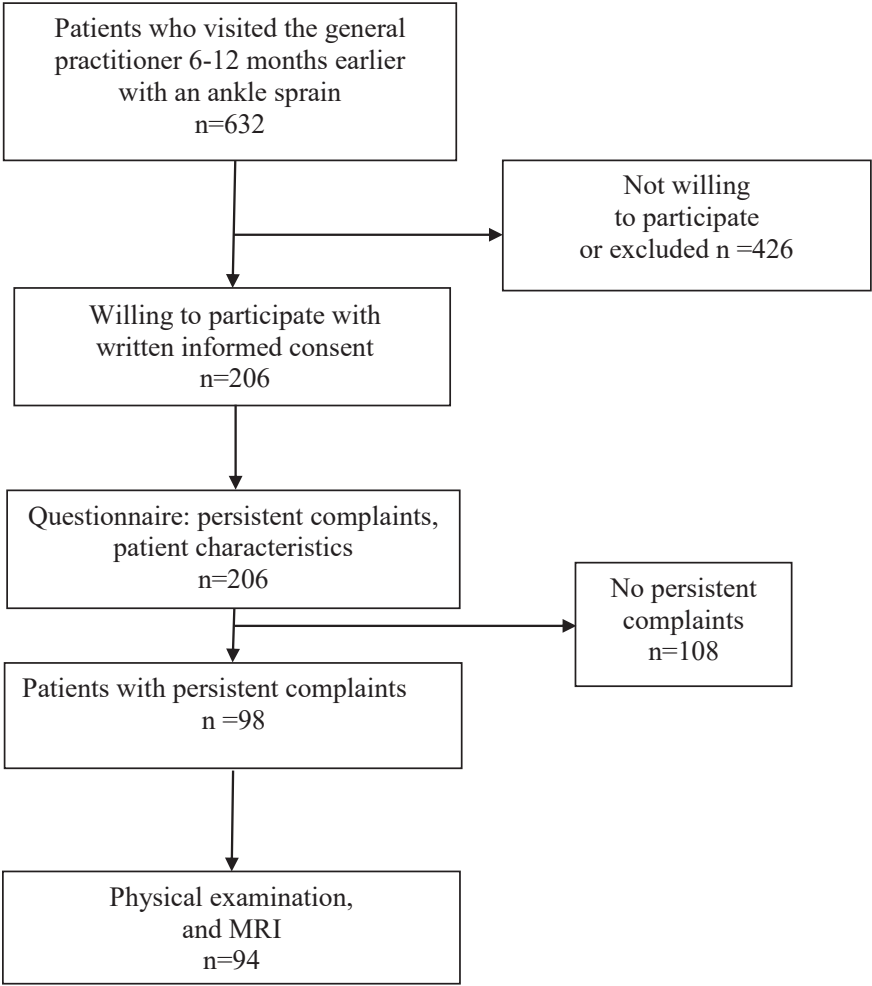 Patients who visited the general
practitioner 6-12 months earlier
with an ankle sprain
n=632
Not willing
to participate
or excluded n =426
Willing to participate with
written informed consent
n=206
Questionnaire: persistent complaints,
patient characteristics
n=206
No persistent
complaints
n=108
Patients with persistent complaints
n =98
Physical examination,
and MRI
n=94